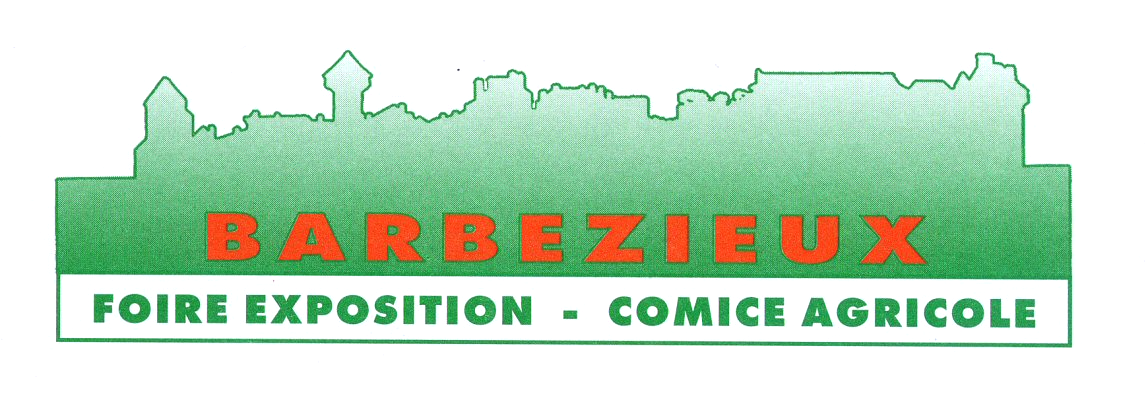 BARBEZIEUX
FOIRE EXPOSITION - COMICE AGRICOLE